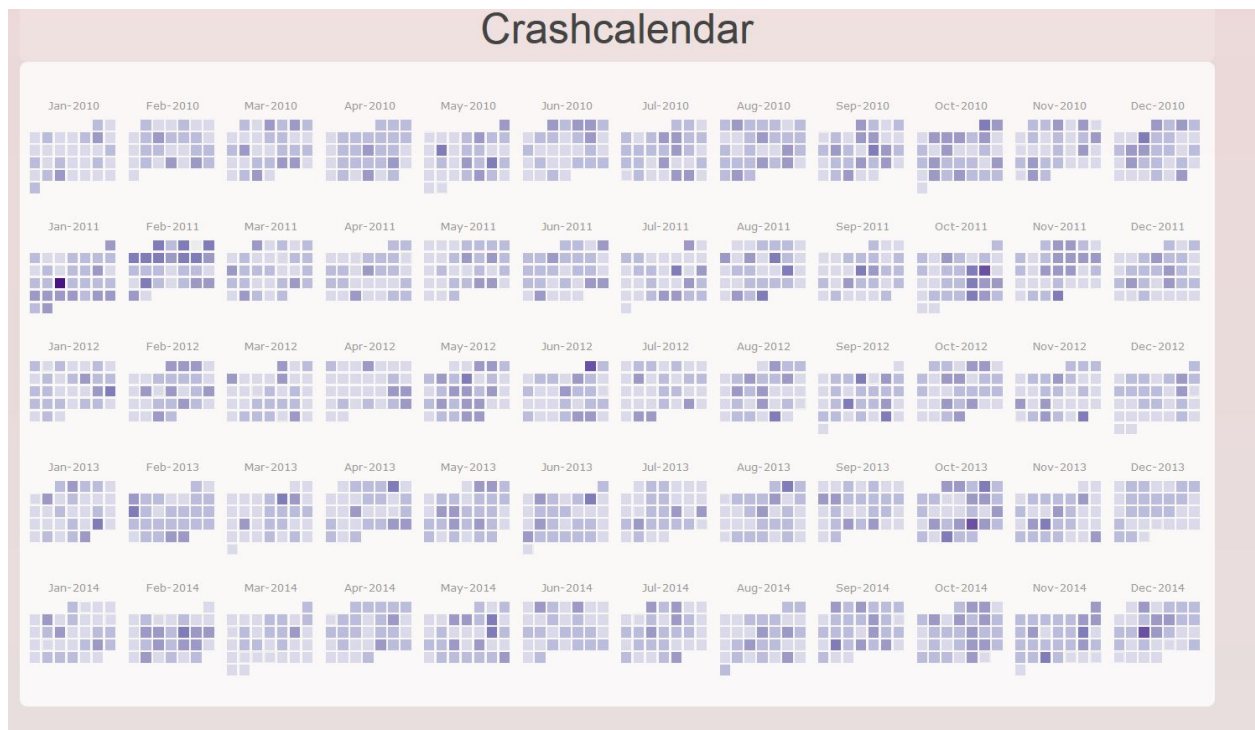 Crashcalendar
Jan-2010 Feb-2010 Mar-2010 Apr-2010 May-2010 Jun-2010 Jul-2010 Aug-2010 Sep-2010 Oct-2010 Nov-2010 Dec-2010
Jan-2011 Feb-2011 Mar-2011 Apr-2011 May-2011 Jun-2011 Jul-2011 Aug-2011 Sep-2011 Oct-2011 Nov-2011 Dec-2011
Jan-2012 Feb-2012 Mar-2012 Apr-2012 May-2012 Jun-2012 Jul-2012 Aug-2012 Sep-2012 Oct-2012 Nov-2012 Dec-2012
Jan-2013 Feb-2013 Mar-2013 Apr-2013 May-2013 Jun-2013 Jul-2013 Aug-2013 Sep-2013 Oct-2013 Nov-2013 Dec-2013
Jan-2014 Feb-2014 Mar-2014 Apr-2014 May-2014 Jun-2014 Jul-2014 Aug-2014 Sep-2014 Oct-2014 Nov-2014 Dec-2014